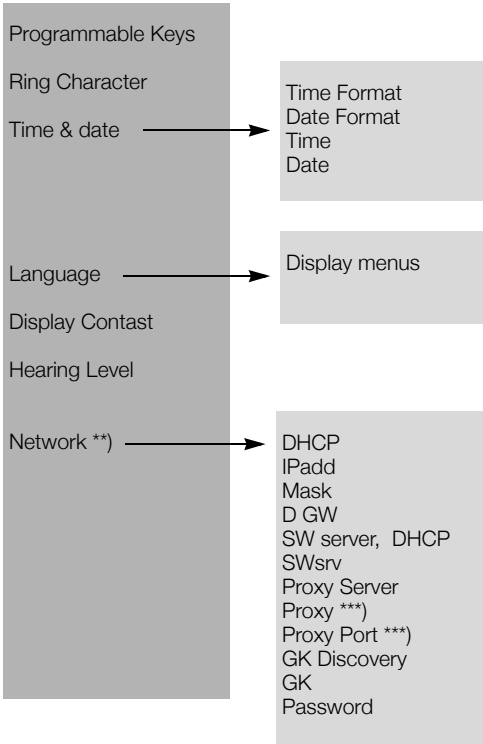 Programmable Keys
Ring Character
Time & date
Time Format
Date Format
Time
Date
Language
Display menus
Display Contast
Hearing Level
Network **)
DHCP
IPadd
Mask
D GW
SW server, DHCP
SWsrv
Proxy Server
Proxy ***)
Proxy Port ***)
GK Discovery
GK
Password